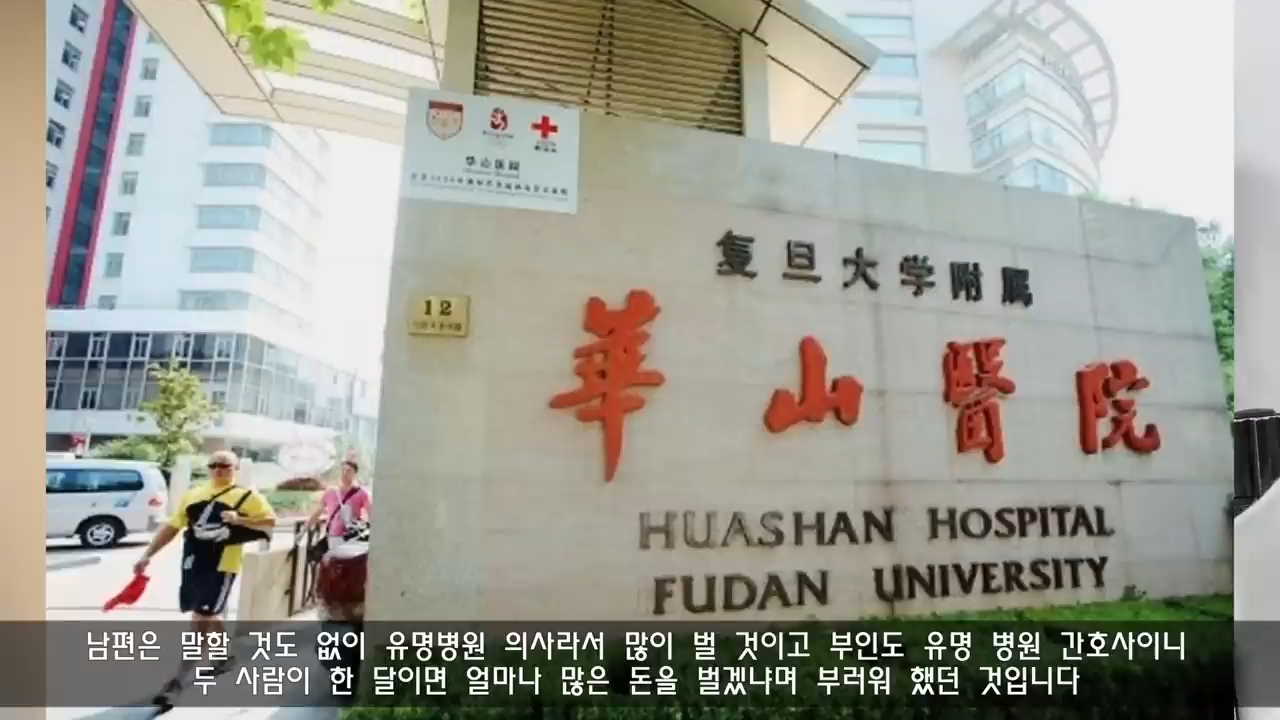 华山医院
12
复旦大学附属
華山醫院
HUASHAN HOSPITAL
FUDAN UNIVERSITY
남편은 말할 것도 없이 유명병원 의사라서 많이 벌 것이고 부인도 유명 병원 간호사이니
두 사람이 한 달이면 얼마나 많은 돈을 벌겠냐며 부러워 했던 것입니다